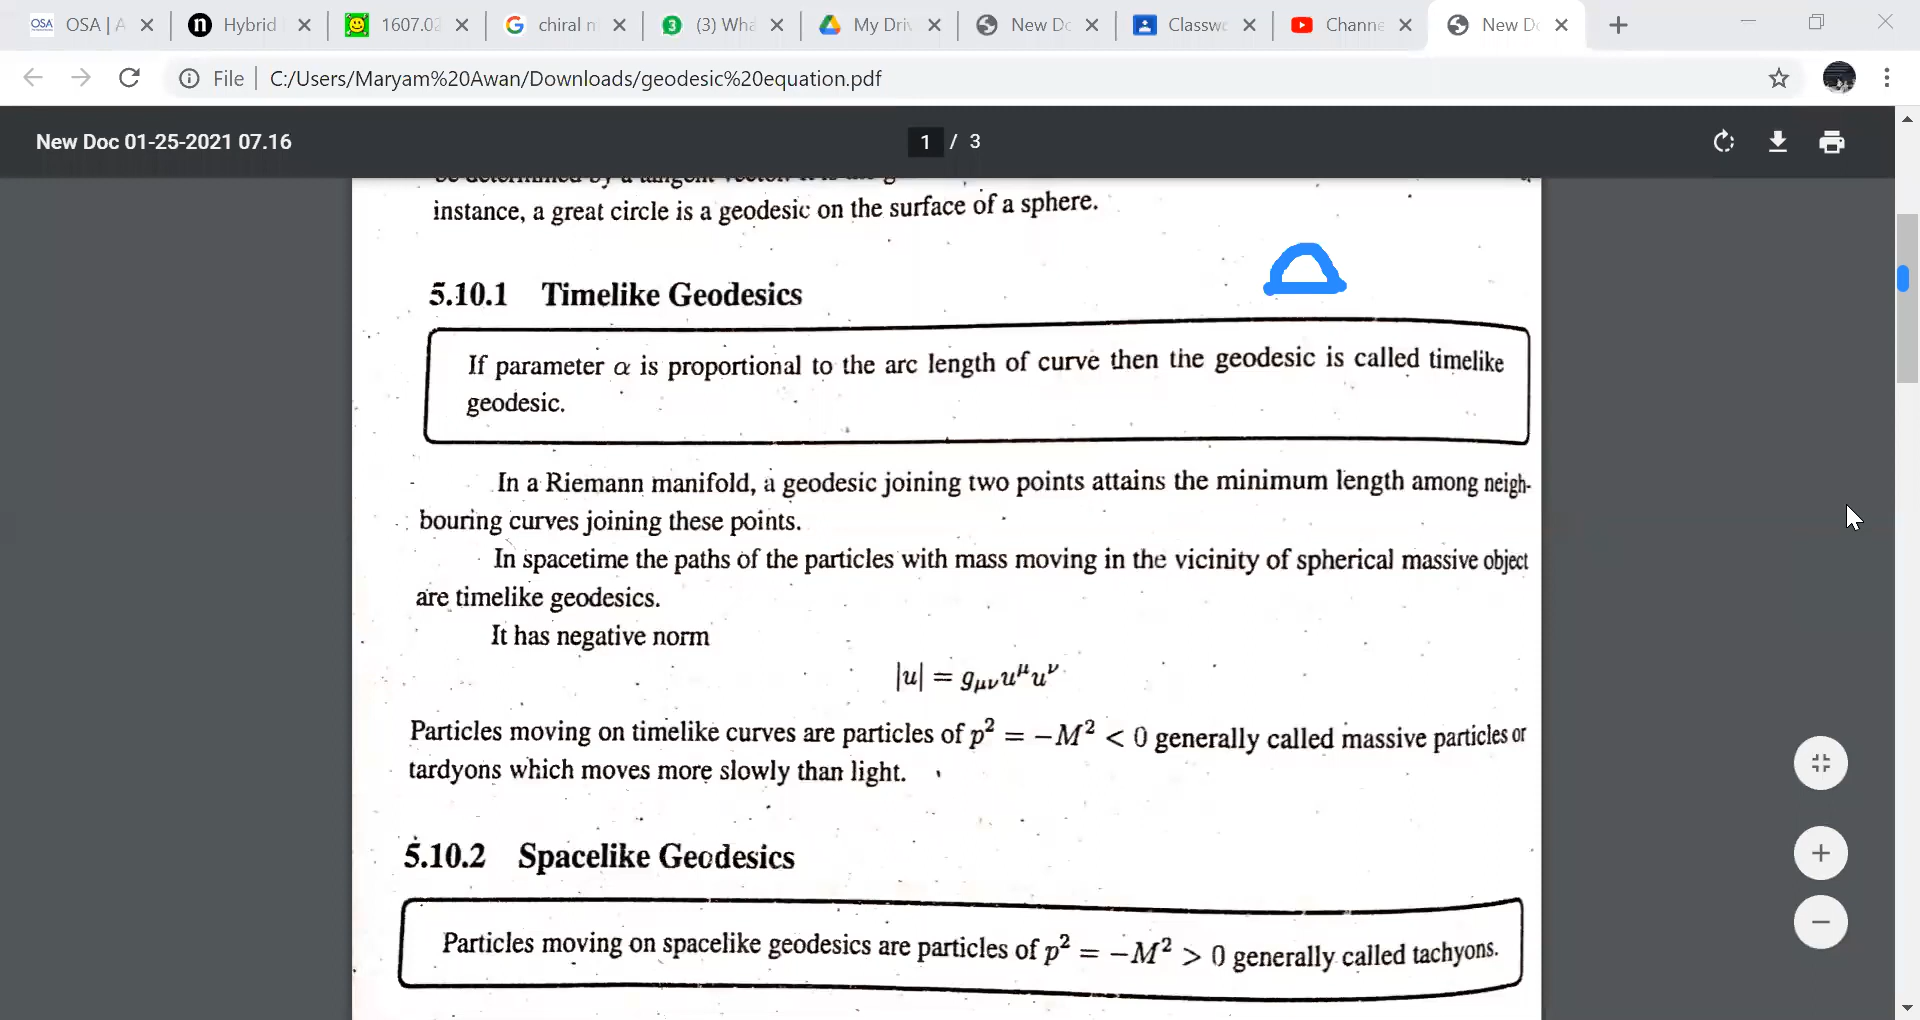 OSA | A
Hybrid
1607.02
chiral n
(3) Wha
My Driv
New Do
Classwo
Channe
New Do
File C:/Users/Maryam%20Awan/Downloads/geodesic%20equation.pdf
New Doc 01-25-2021 07.16
1 / 3
instance, a great circle is a geodesic on the surface of a sphere.
5.10.1 Timelike Geodesics
If parameter α is proportional to the arc length of curve then the geodesic is called timelike
geodesic.
In a Riemann manifold, a geodesic joining two points attains the minimum length among neigh-
bouring curves joining these points.
In spacetime the paths of the particles with mass moving in the vicinity of spherical massive object
are timelike geodesics.
It has negative norm
|u| = g_{μν}u^μu^ν
Particles moving on timelike curves are particles of p² = −M² < 0 generally called massive particles or
tardyons which moves more slowly than light.
5.10.2 Spacelike Geodesics
Particles moving on spacelike geodesics are particles of p² = −M² > 0 generally called tachyons.